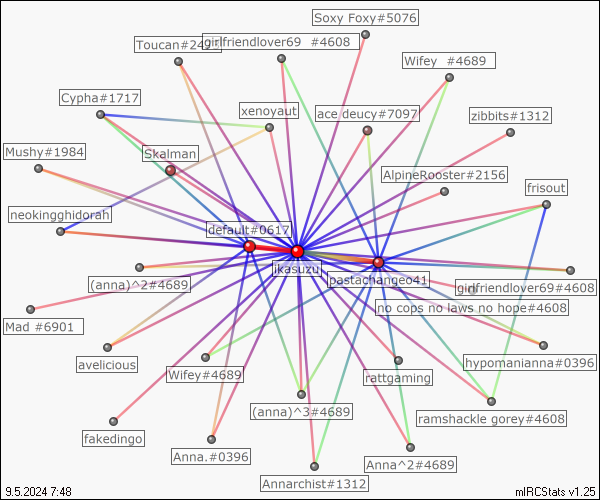 Soxy Foxy#5076
Toucan#24
girlfriendlover69 #4608
Wifey #4689
Cypha#1717
xenoyaut
ace deucy#7097
zibbits#1312
Mushy#1984
Skalman
AlpineRooster#2156
frisout
neokingghidorah
default#0617
likasuzu
pastachangeo41
(anna)^2#4689
girlfriendlover69#4608
no cops no laws no hope#4608
Mad #6901
avelicious
Wifey#4689
rattgaming
hypomanianna#0396
(anna)^3#4689
ramshackle gorey#4608
fakedingo
Anna.#0396
Anna^2#4689
Annarchist#1312
9.5.2024 7:48
mIRCStats v1.25